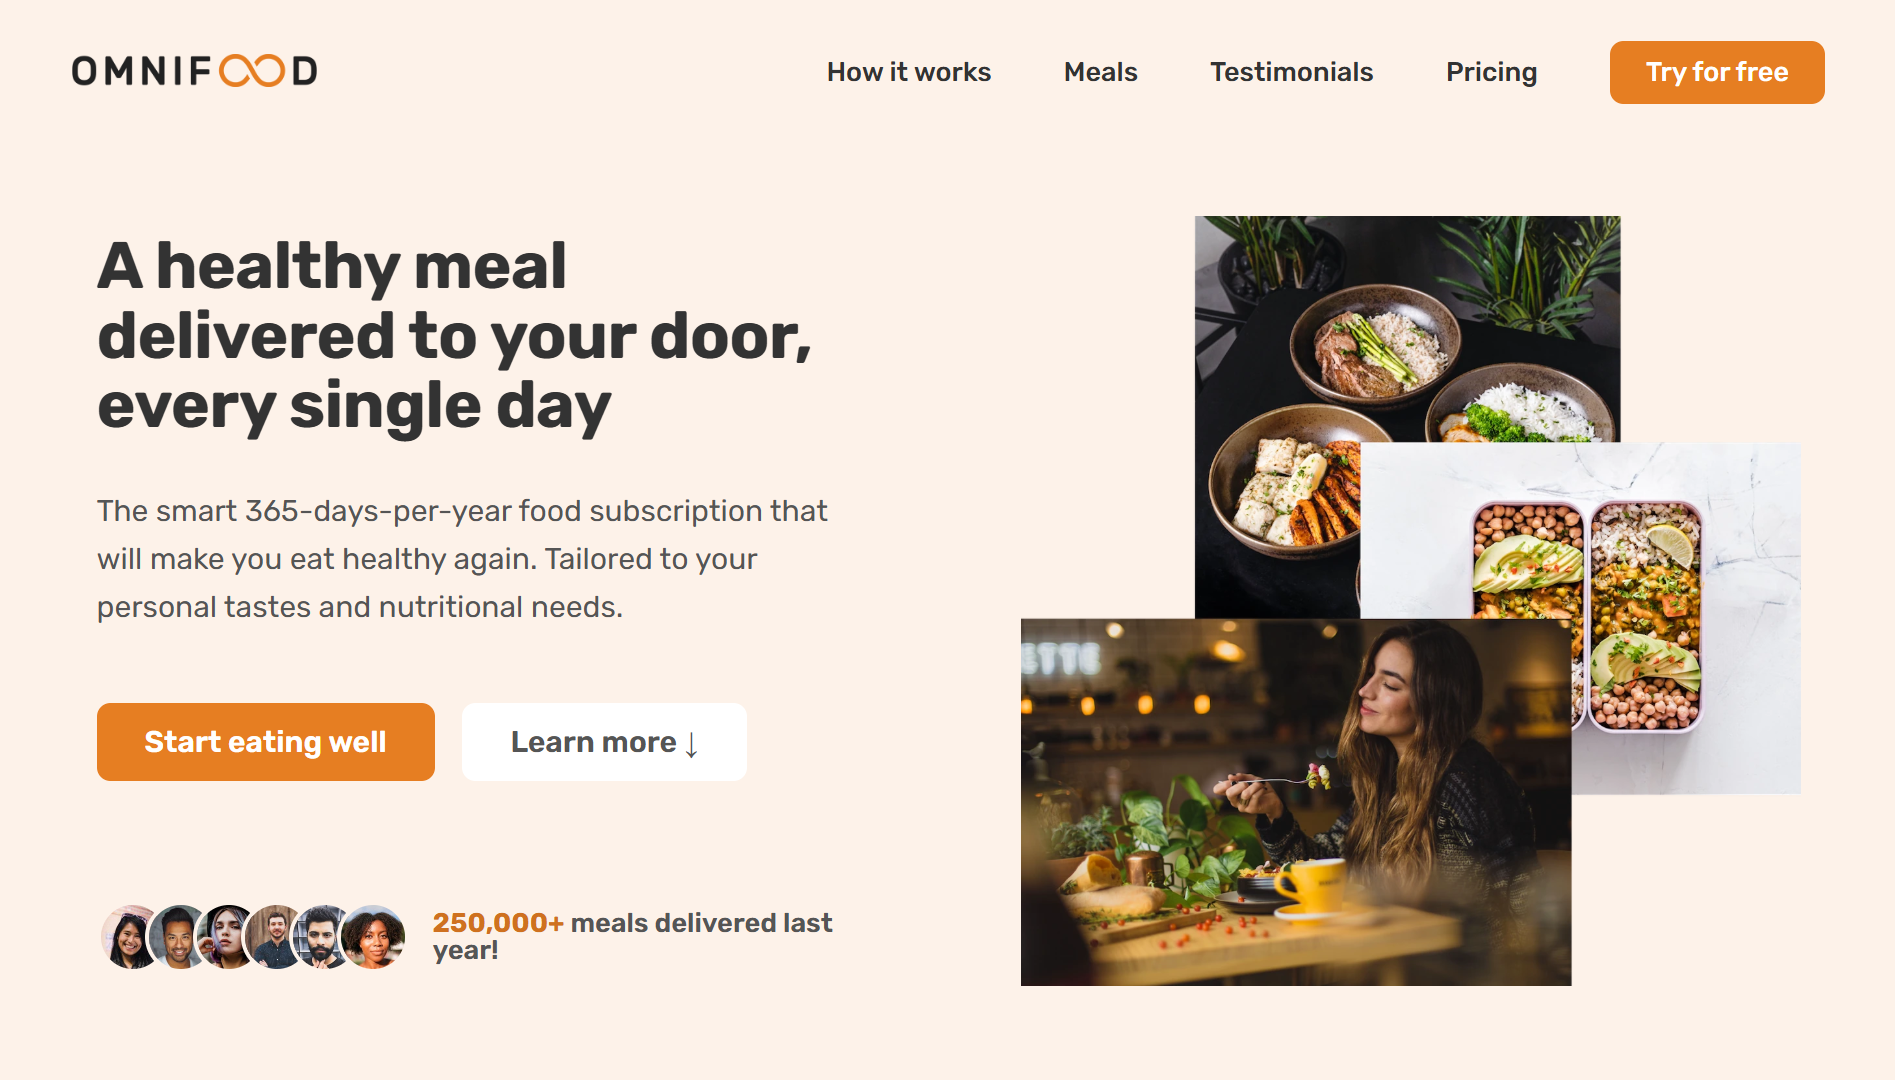 OMNIFOOD
How it works
Meals
Testimonials
Pricing
Try for free
A healthy meal
delivered to your door,
every single day
The smart 365-days-per-year food subscription that
will make you eat healthy again. Tailored to your
personal tastes and nutritional needs.
Start eating well
Learn more ↓
250,000+ meals delivered last
year!
ETTE